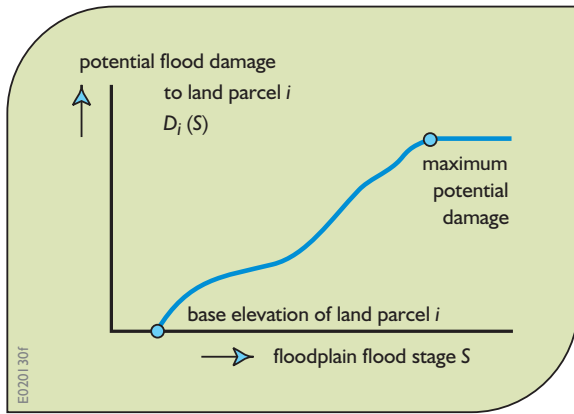 potential flood damage
to land parcel i
Di (S)
maximum
potential
damage
base elevation of land parcel i
floodplain flood stage S
E020130f